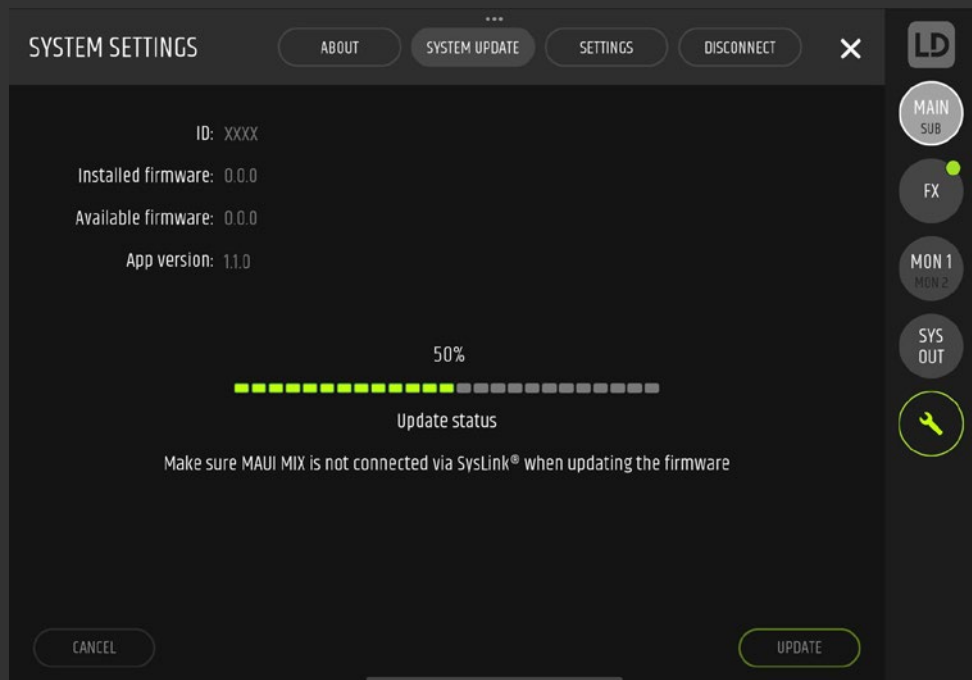 SYSTEM SETTINGS
ABOUT
SYSTEM UPDATE
SETTINGS
DISCONNECT
LD
MAIN
SUB
FX
MON 1
MON 2
SYS
OUT
ID: XXXX
Installed firmware: 0.0.0
Available firmware: 0.0.0
App version: 1.1.0
50%
Update status
Make sure MAUI MIX is not connected via SysLink® when updating the firmware
CANCEL
UPDATE